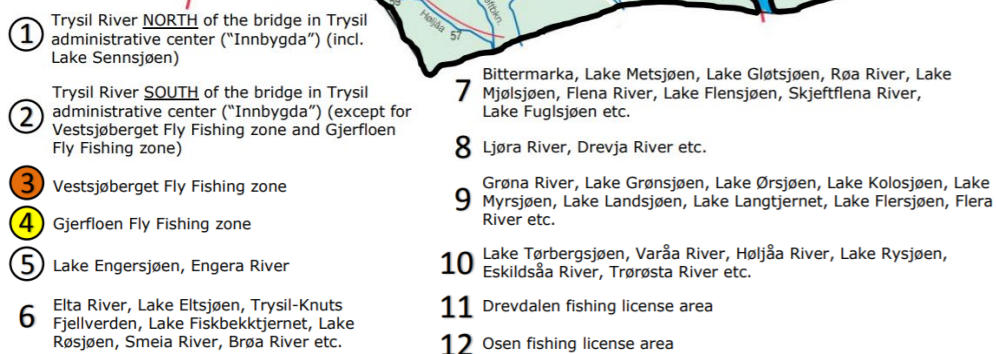 Høljåa 57
1 Trysil River NORTH of the bridge in Trysil
administrative center (“Innbygda”) (incl.
Lake Sennsjøen)
2 Trysil River SOUTH of the bridge in Trysil
administrative center (“Innbygda”) (except for
Vestsjøberget Fly Fishing zone and Gjerfloen
Fly Fishing zone)
3 Vestsjøberget Fly Fishing zone
4 Gjerfloen Fly Fishing zone
5 Lake Engersjøen, Engera River
6 Elta River, Lake Eltsjøen, Trysil-Knuts
Fjellverden, Lake Fiskbekktjernet, Lake
Røsjøen, Smeia River, Brøa River etc.
7 Bittermarka, Lake Metsjøen, Lake Gløtsjøen, Røa River, Lake
Mjølsjøen, Flena River, Lake Flensjøen, Skjeftflena River,
Lake Fuglsjøen etc.
8 Ljøra River, Drevja River etc.
9 Grøna River, Lake Grønsjøen, Lake Ørsjøen, Lake Kolosjøen, Lake
Myrsjøen, Lake Landsjøen, Lake Langtjernet, Lake Flersjøen, Flera
River etc.
10 Lake Tørbergsjøen, Varåa River, Høljåa River, Lake Rysjøen,
Eskildsåa River, Trørøsta River etc.
11 Drevdalen fishing license area
12 Osen fishing license area